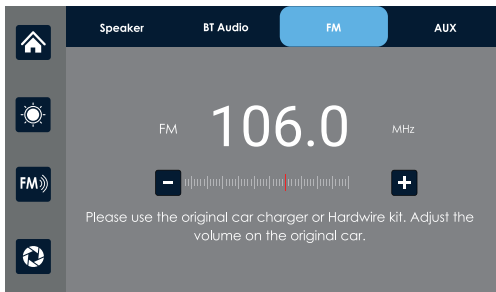 Speaker BT Audio FM AUX
FM 106.0 MHz
FM
- +
Please use the original car charger or Hardwire kit. Adjust the
volume on the original car.